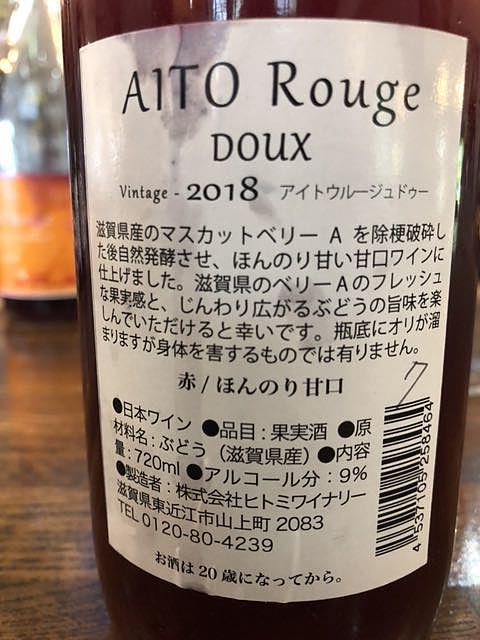 AITO Rouge
DOUX
Vintage - 2018 アイトウルージュドゥー
滋賀県産のマスカットベリー A を除梗破砕し
た後自然発酵させ、ほんのり甘い甘口ワインに
仕上げました。滋賀県のベリーAのフレッシュ
な果実感と、じんわり広がるぶどうの旨味を楽
しんでいただけると幸いです。瓶底にオリが溜
まりますが身体を害するものでは有りません。
赤 / ほんのり甘口
7
●日本ワイン ●品目 : 果実酒 ●原
材料名 : ぶどう（滋賀県産）●内容
量 : 720ml ●アルコール分 : 9%
●製造者 : 株式会社ヒトミワイナリー
滋賀県東近江市山上町 2083
TEL 0120-80-4239
お酒は 20 歳になってから。
4 537105 258464